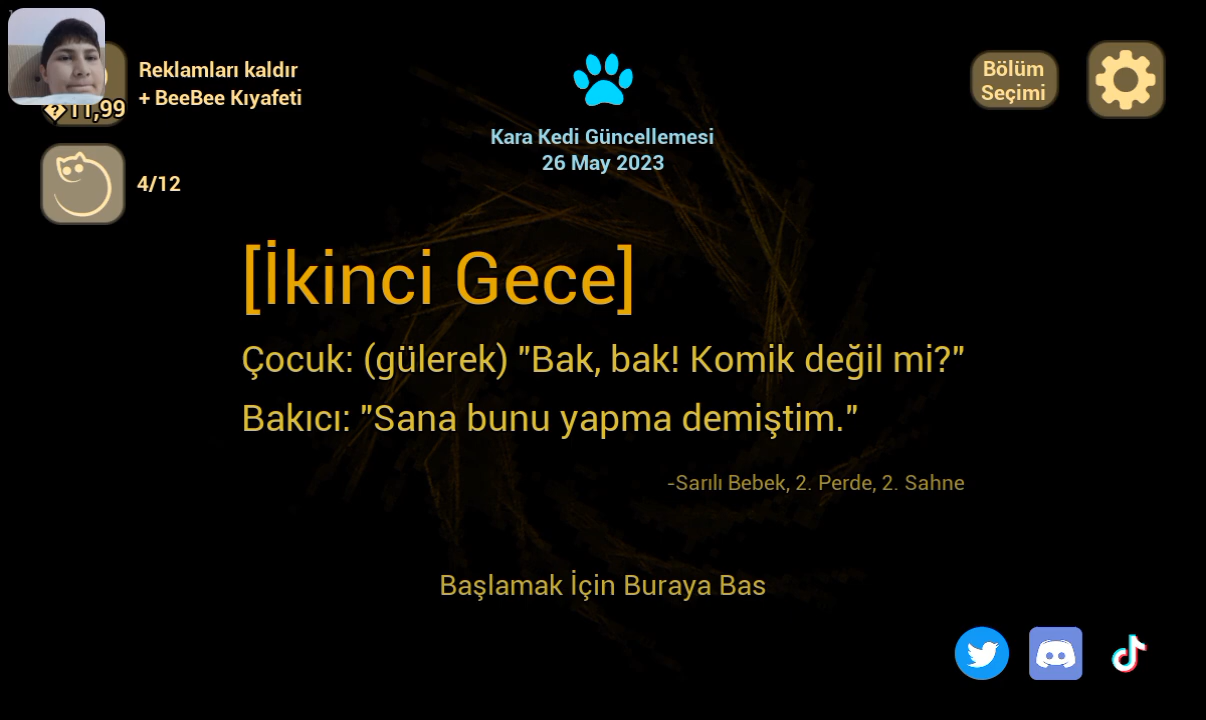 Reklamları kaldır
+ BeeBee Kıyafeti
�11,99
4/12
Kara Kedi Güncellemesi
26 May 2023
Bölüm
Seçimi
[İkinci Gece]
Çocuk: (gülerek) "Bak, bak! Komik değil mi?"
Bakıcı: "Sana bunu yapma demiştim."
-Sarılı Bebek, 2. Perde, 2. Sahne
Başlamak İçin Buraya Bas